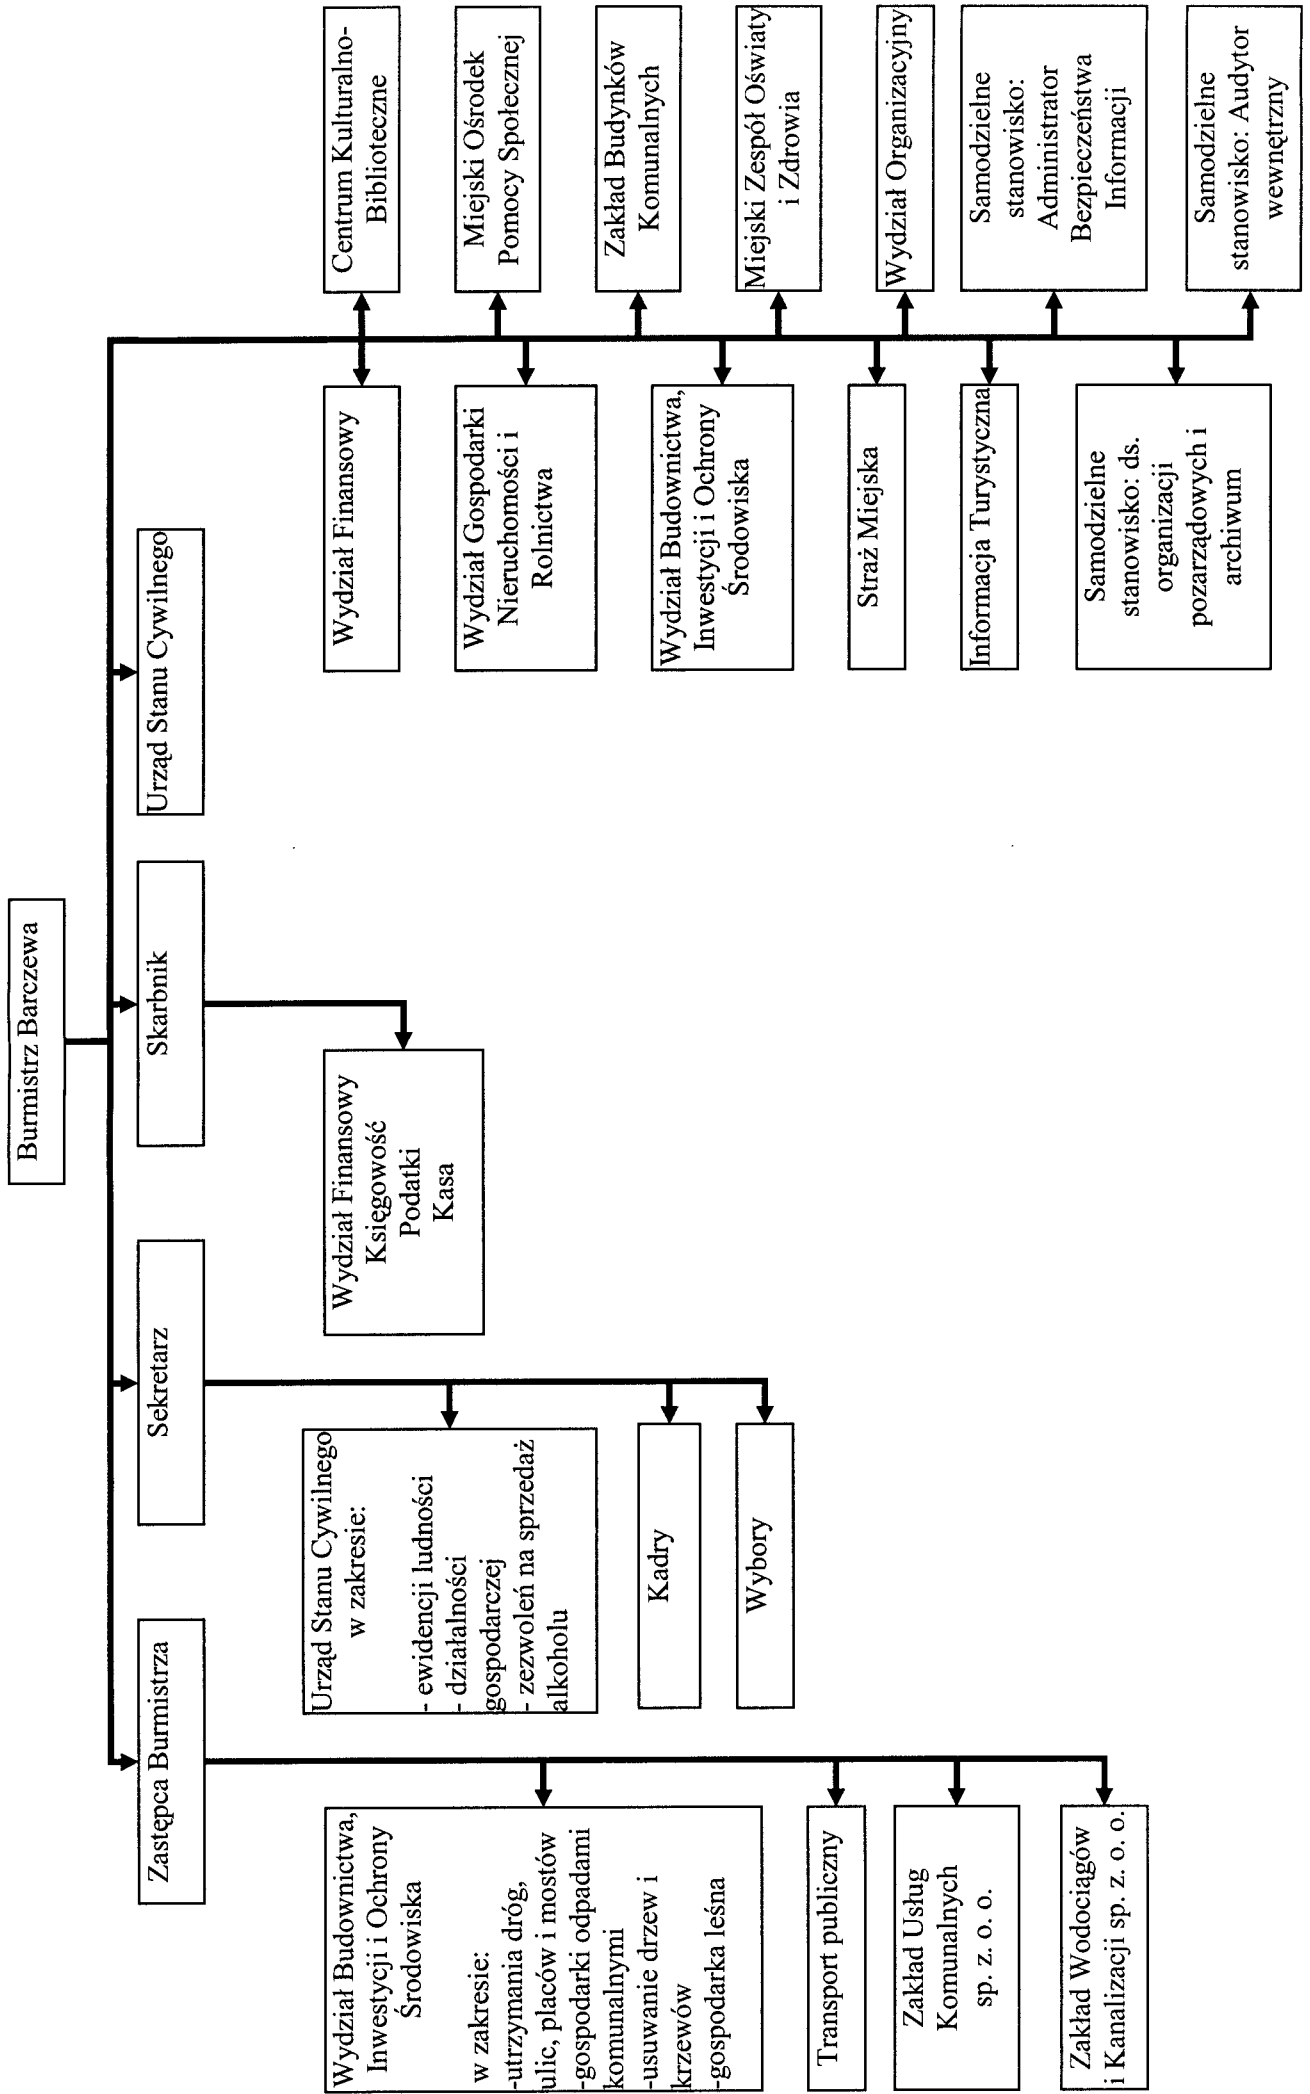 Burmistrz Barczewa
Zastępca Burmistrza
Sekretarz
Skarbnik
Urząd Stanu Cywilnego
Wydział Budownictwa,
Inwestycji i Ochrony
Środowiska
w zakresie:
-utrzymania dróg,
ulic, placów i mostów
-gospodarki odpadami
komunalnymi
-usuwanie drzew i
krzewów
-gospodarka leśna
Transport publiczny
Zakład Usług
Komunalnych
sp. z. o. o.
Zakład Wodociągów
i Kanalizacji sp. z. o. o.
Urząd Stanu Cywilnego
w zakresie:
- ewidencji ludności
- działalności
gospodarczej
- zezwoleń na sprzedaż
alkoholu
Kadry
Wybory
Wydział Finansowy
Księgowość
Podatki
Kasa
Wydział Finansowy
Wydział Gospodarki
Nieruchomości i
Rolnictwa
Wydział Budownictwa,
Inwestycji i Ochrony
Środowiska
Straż Miejska
Informacja Turystyczna
Samodzielne
stanowisko: ds.
organizacji
pozarządowych i
archiwum
Centrum Kulturalno-
Biblioteczne
Miejski Ośrodek
Pomocy Społecznej
Zakład Budynków
Komunalnych
Miejski Zespół Oświaty
i Zdrowia
Wydział Organizacyjny
Samodzielne
stanowisko:
Administrator
Bezpieczeństwa
Informacji
Samodzielne
stanowisko: Audytor
wewnętrzny